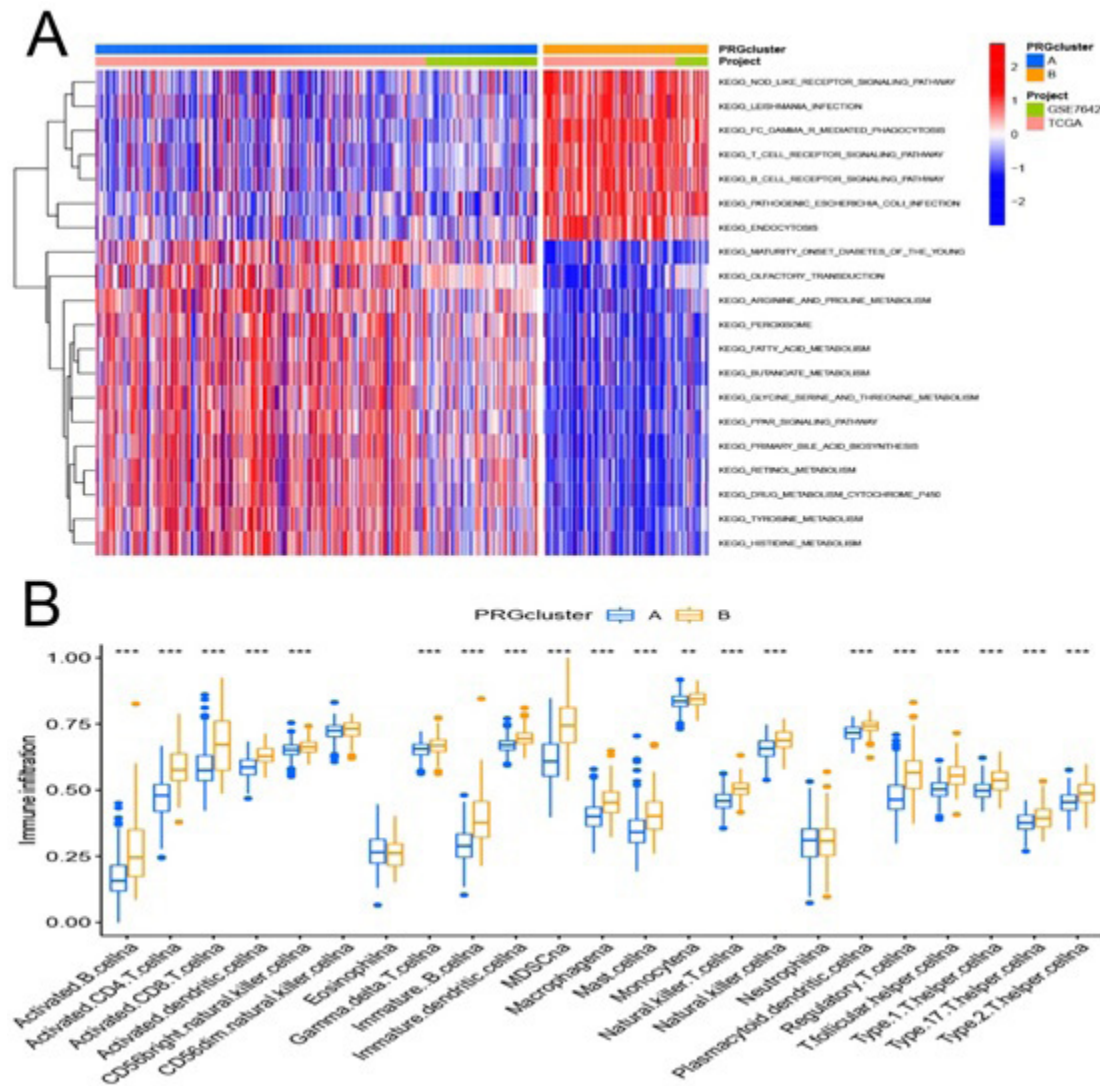 A
PRGcluster
Project
KEGG_NOD_LIKE_RECEPTOR_SIGNALING_PATHWAY
KEGG_LEISHMANIA_INFECTION
KEGG_FC_GAMMA_R_MEDIATED_PHAGOCYTOSIS
KEGG_T_CELL_RECEPTOR_SIGNALING_PATHWAY
KEGG_B_CELL_RECEPTOR_SIGNALING_PATHWAY
KEGG_PATHOGENIC_ESCHERICHIA_COLI_INFECTION
KEGG_ENDOCYTOSIS
KEGG_MATURITY_ONSET_DIABETES_OF_THE_YOUNG
KEGG_OLFACTORY_TRANSDUCTION
KEGG_ARGININE_AND_PROLINE_METABOLISM
KEGG_PEROXISOME
KEGG_FATTY_ACID_METABOLISM
KEGG_BUTANOATE_METABOLISM
KEGG_GLYCINE_SERINE_AND_THREONINE_METABOLISM
KEGG_PPAR_SIGNALING_PATHWAY
KEGG_PRIMARY_BILE_ACID_BIOSYNTHESIS
KEGG_RETINOL_METABOLISM
KEGG_DRUG_METABOLISM_CYTOCHROME_P450
KEGG_TYROSINE_METABOLISM
KEGG_HISTIDINE_METABOLISM
2
1
0
−1
−2
PRGcluster
A
B
Project
GSE7642
TCGA
B
PRGcluster A B
*** *** *** *** *** *** *** *** *** *** *** ** *** *** *** *** *** *** *** ***
1.00
0.75
0.50
0.25
0.00
Immune infiltration
Activated.B.cellna
Activated.CD4.T.cellna
Activated.CD8.T.cellna
Activated.dendritic.cellna
CD56bright.natural.killer.cellna
CD56dim.natural.killer.cellna
Eosinophilna
Gamma.delta.T.cellna
Immature..B.cellna
Immature.dendritic.cellna
MDSCna
Macrophagena
Mast.cellna
Monocytena
Natural.killer.T.cellna
Natural.killer.cellna
Neutrophilna
Plasmacytoid.dendritic.cellna
Regulatory.T.cellna
T.follicular.helper.cellna
Type.1.T.helper.cellna
Type.17.T.helper.cellna
Type.2.T.helper.cellna